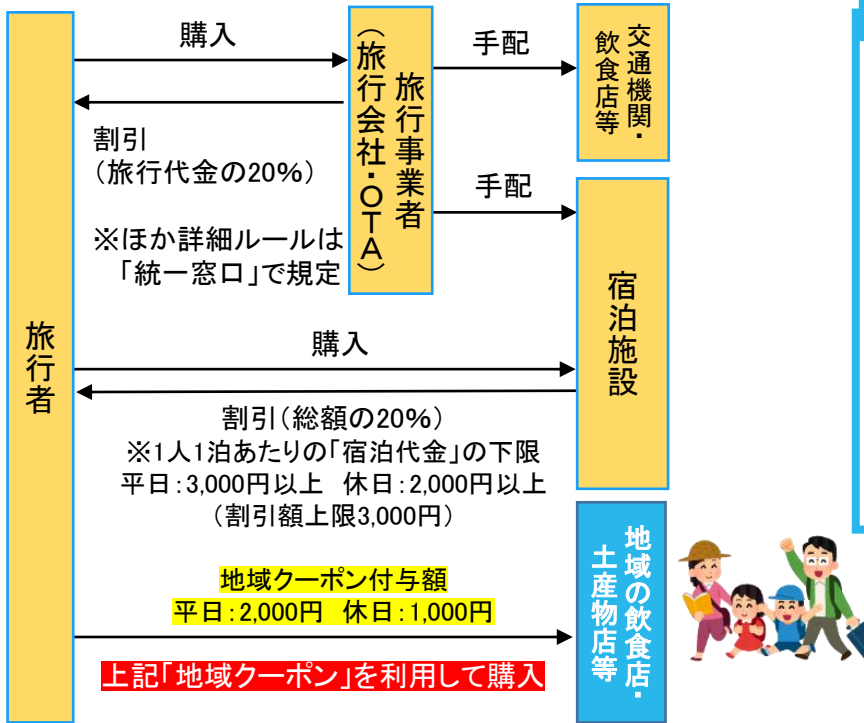 旅行者
購入
割引
（旅行代金の20％）
※ほか詳細ルールは
「統一窓口」で規定
旅行事業者
（旅行会社・ＯＴＡ）
手配
交通機関・
飲食店等
手配
宿泊施設
購入
割引（総額の20％）
※1人1泊あたりの「宿泊代金」の下限
平日：3,000円以上　休日：2,000円以上
（割引額上限3,000円）
地域クーポン付与額
平日：2,000円　休日：1,000円
上記「地域クーポン」を利用して購入
地域の飲食店・
土産物店等